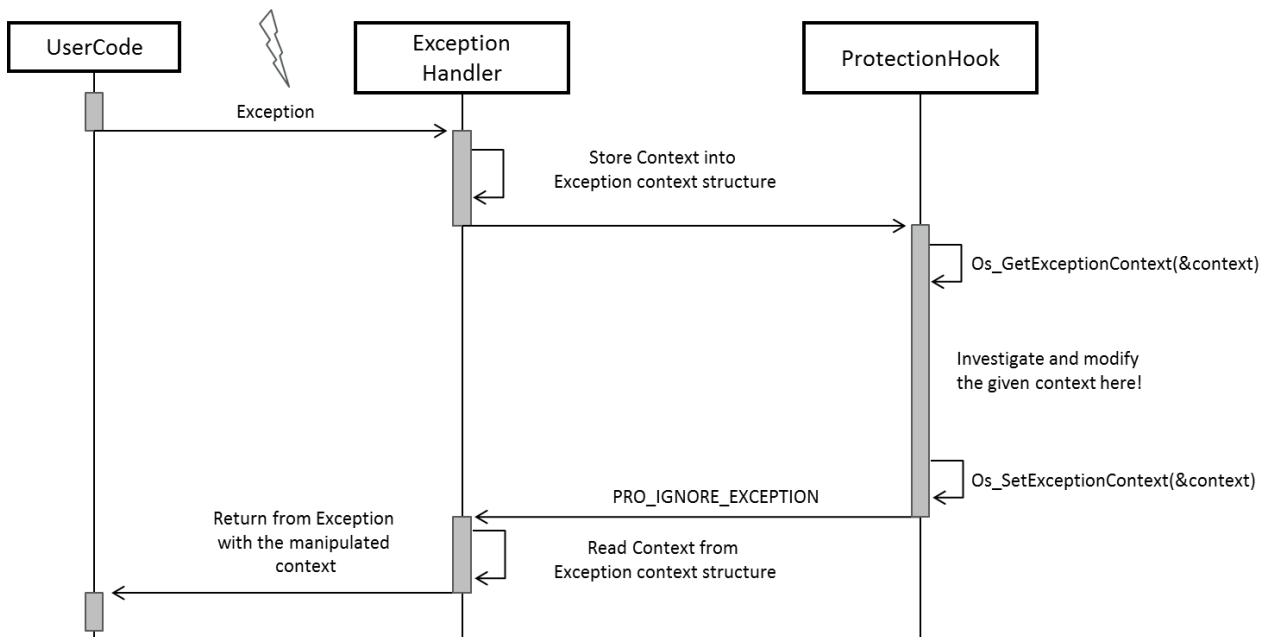 UserCode
Exception
Handler
ProtectionHook
Exception
Store Context into
Exception context structure
Os_GetExceptionContext(&context)
Investigate and modify
the given context here!
Os_SetExceptionContext(&context)
PRO_IGNORE_EXCEPTION
Return from Exception
with the manipulated
context
Read Context from
Exception context structure